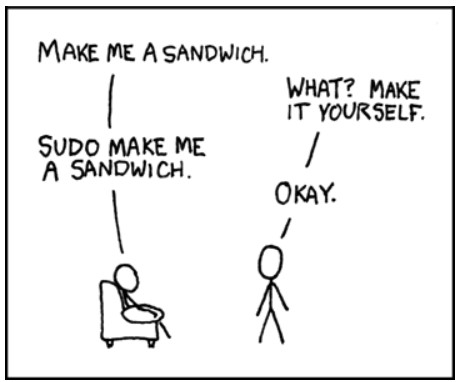 MAKE ME A SANDWICH.
WHAT? MAKE
IT YOURSELF.
SUDO MAKE ME
A SANDWICH.
OKAY.